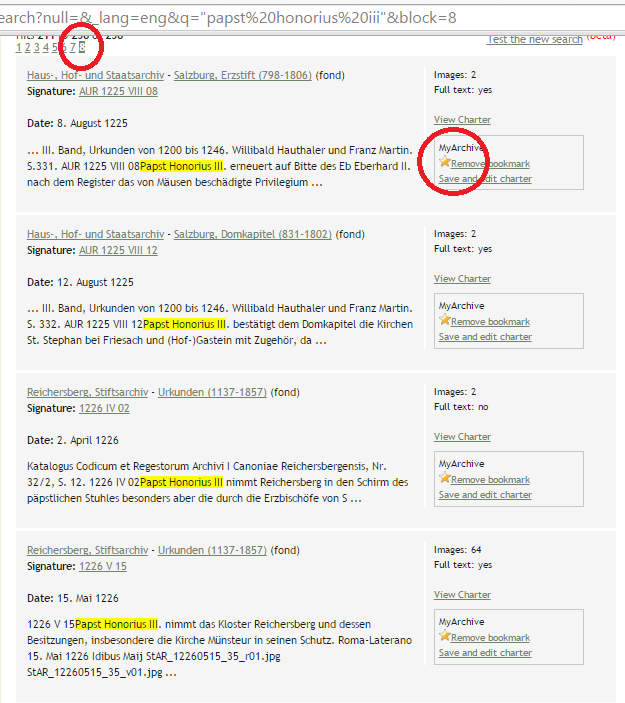 search?null=&_lang=eng&q="papst%20honorius%20iii"&block=8
Test the new search (beta)
1 2 3 4 5 6 7 8
Haus-, Hof- und Staatsarchiv - Salzburg, Erzstift (798-1806) (fond)
Signature: AUR 1225 VIII 08
Date: 8. August 1225
... III. Band, Urkunden von 1200 bis 1246. Willibald Hauthaler und Franz Martin.
S.331. AUR 1225 VIII 08Papst Honorius III. erneuert auf Bitte des Eb Eberhard II.
nach dem Register das von Mäusen beschädigte Privilegium ...
Images: 2
Full text: yes
View Charter
MyArchive
Remove bookmark
Save and edit charter
Haus-, Hof- und Staatsarchiv - Salzburg, Domkapitel (831-1802) (fond)
Signature: AUR 1225 VIII 12
Date: 12. August 1225
... III. Band, Urkunden von 1200 bis 1246. Willibald Hauthaler und Franz Martin.
S. 332. AUR 1225 VIII 12Papst Honorius III. bestätigt dem Domkapitel die Kirchen
St. Stephan bei Friesach und (Hof-)Gastein mit Zugehör, da ...
Images: 2
Full text: yes
View Charter
MyArchive
Remove bookmark
Save and edit charter
Reichersberg, Stiftsarchiv - Urkunden (1137-1857) (fond)
Signature: 1226 IV 02
Date: 2. April 1226
Katalogus Codicum et Regestorum Archivi I Canoniae Reichersbergensis, Nr.
32/2, S. 12. 1226 IV 02Papst Honorius III nimmt Reichersberg in den Schirm des
päpstlichen Stuhles besonders aber die durch die Erzbischöfe von S ...
Images: 2
Full text: no
View Charter
MyArchive
Remove bookmark
Save and edit charter
Reichersberg, Stiftsarchiv - Urkunden (1137-1857) (fond)
Signature: 1226 V 15
Date: 15. Mai 1226
1226 V 15Papst Honorius III. nimmt das Kloster Reichersberg und dessen
Besitzungen, insbesondere die Kirche Münsteur in seinen Schutz. Roma-Laterano
15. Mai 1226 Idibus Maij StAR_12260515_35_r01.jpg
StAR_12260515_35_v01.jpg ...
Images: 64
Full text: yes
View Charter
MyArchive
Remove bookmark
Save and edit charter